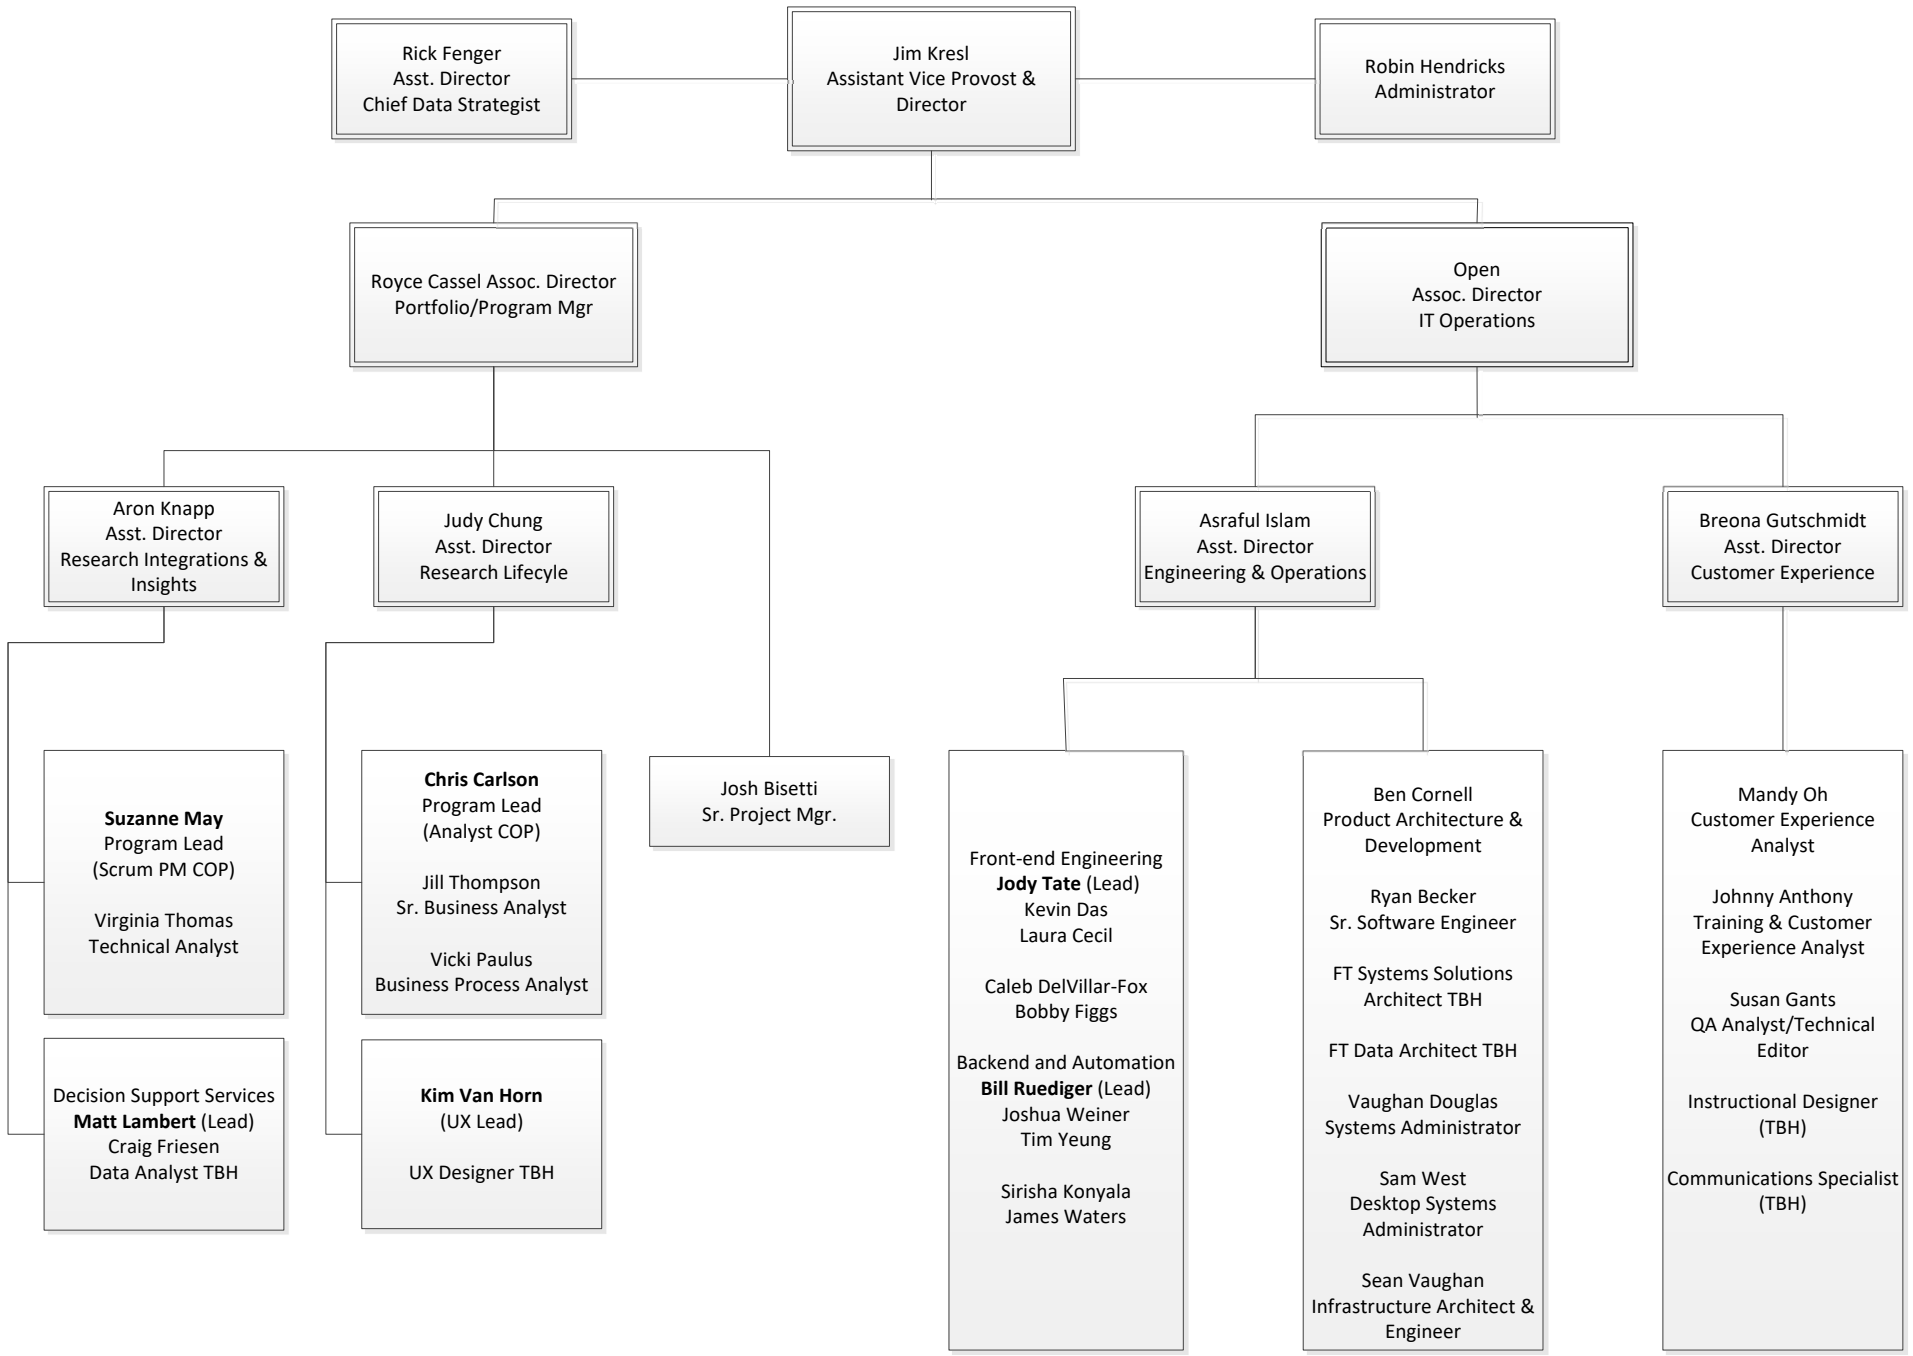 Rick Fenger
Asst. Director
Chief Data Strategist
Jim Kresl
Assistant Vice Provost &
Director
Robin Hendricks
Administrator
Royce Cassel Assoc. Director
Portfolio/Program Mgr
Open
Assoc. Director
IT Operations
Aron Knapp
Asst. Director
Research Integrations &
Insights
Judy Chung
Asst. Director
Research Lifecyle
Asraful Islam
Asst. Director
Engineering & Operations
Breona Gutschmidt
Asst. Director
Customer Experience
Suzanne May
Program Lead
(Scrum PM COP)
Virginia Thomas
Technical Analyst
Decision Support Services
Matt Lambert (Lead)
Craig Friesen
Data Analyst TBH
Chris Carlson
Program Lead
(Analyst COP)
Jill Thompson
Sr. Business Analyst
Vicki Paulus
Business Process Analyst
Kim Van Horn
(UX Lead)
UX Designer TBH
Josh Bisetti
Sr. Project Mgr.
Front-end Engineering
Jody Tate (Lead)
Kevin Das
Laura Cecil
Caleb DelVillar-Fox
Bobby Figgs
Backend and Automation
Bill Ruediger (Lead)
Joshua Weiner
Tim Yeung
Sirisha Konyala
James Waters
Ben Cornell
Product Architecture &
Development
Ryan Becker
Sr. Software Engineer
FT Systems Solutions
Architect TBH
FT Data Architect TBH
Vaughan Douglas
Systems Administrator
Sam West
Desktop Systems
Administrator
Sean Vaughan
Infrastructure Architect &
Engineer
Mandy Oh
Customer Experience
Analyst
Johnny Anthony
Training & Customer
Experience Analyst
Susan Gants
QA Analyst/Technical
Editor
Instructional Designer
(TBH)
Communications Specialist
(TBH)